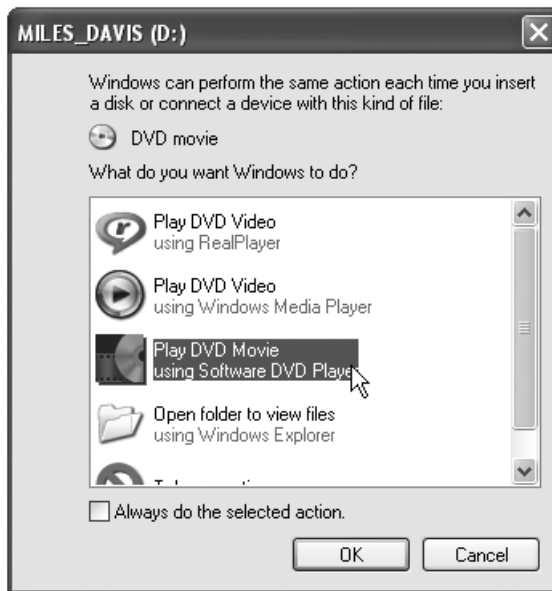 MILES_DAVIS (D:)
Windows can perform the same action each time you insert
a disk or connect a device with this kind of file:
DVD movie
What do you want Windows to do?
Play DVD Video
using RealPlayer
Play DVD Video
using Windows Media Player
Play DVD Movie
using Software DVD Player
Open folder to view files
using Windows Explorer
Always do the selected action.
OK
Cancel